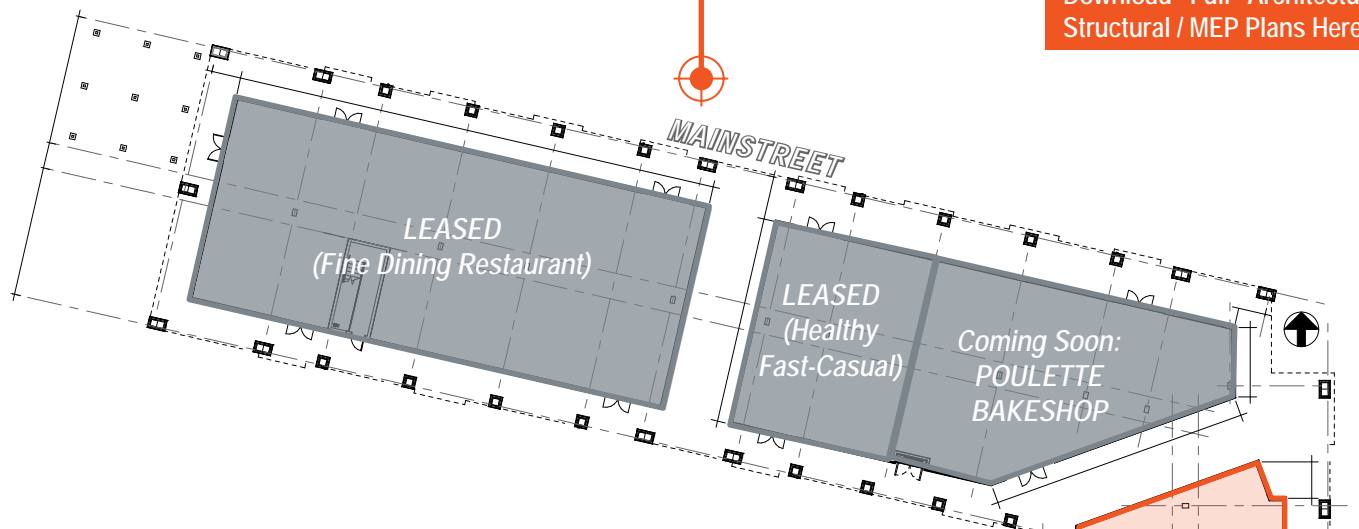 Structural / MEP Plans Here
MAINSTREET
LEASED
(Fine Dining Restaurant)
LEASED
(Healthy
Fast-Casual)
Coming Soon:
POULETTE
BAKESHOP